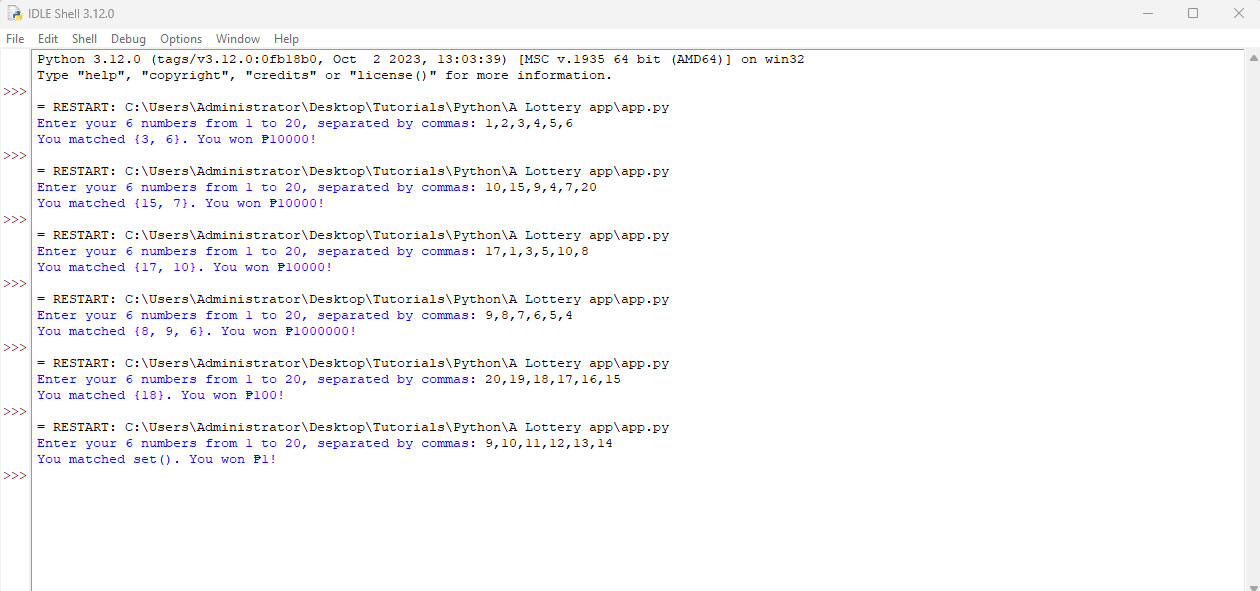 IDLE Shell 3.12.0
File Edit Shell Debug Options Window Help
Python 3.12.0 (tags/v3.12.0:0fb18b0, Oct  2 2023, 13:03:39) [MSC v.1935 64 bit (AMD64)] on win32
Type "help", "copyright", "credits" or "license()" for more information.
>>>
= RESTART: C:\Users\Administrator\Desktop\Tutorials\Python\A Lottery app\app.py
Enter your 6 numbers from 1 to 20, separated by commas: 1,2,3,4,5,6
You matched {3, 6}. You won ₱10000!
>>>
= RESTART: C:\Users\Administrator\Desktop\Tutorials\Python\A Lottery app\app.py
Enter your 6 numbers from 1 to 20, separated by commas: 10,15,9,4,7,20
You matched {15, 7}. You won ₱10000!
>>>
= RESTART: C:\Users\Administrator\Desktop\Tutorials\Python\A Lottery app\app.py
Enter your 6 numbers from 1 to 20, separated by commas: 17,1,3,5,10,8
You matched {17, 10}. You won ₱10000!
>>>
= RESTART: C:\Users\Administrator\Desktop\Tutorials\Python\A Lottery app\app.py
Enter your 6 numbers from 1 to 20, separated by commas: 9,8,7,6,5,4
You matched {8, 9, 6}. You won ₱1000000!
>>>
= RESTART: C:\Users\Administrator\Desktop\Tutorials\Python\A Lottery app\app.py
Enter your 6 numbers from 1 to 20, separated by commas: 20,19,18,17,16,15
You matched {18}. You won ₱100!
>>>
= RESTART: C:\Users\Administrator\Desktop\Tutorials\Python\A Lottery app\app.py
Enter your 6 numbers from 1 to 20, separated by commas: 9,10,11,12,13,14
You matched set(). You won ₱1!
>>>